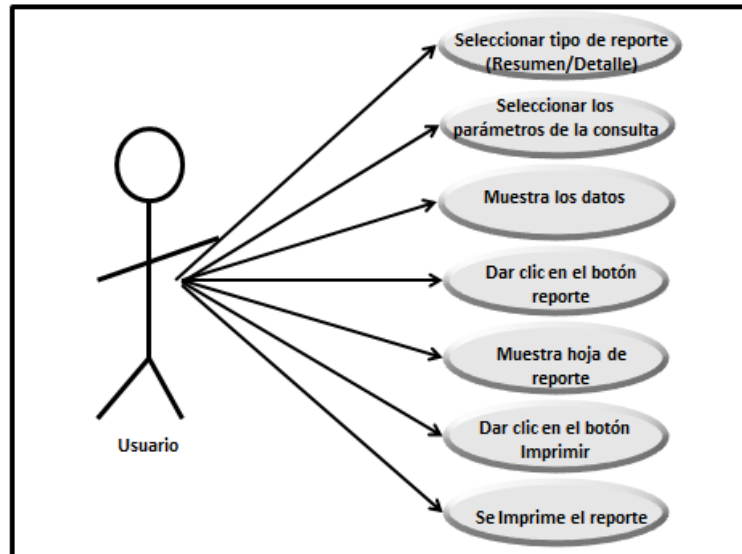 Seleccionar tipo de reporte
(Resumen/Detalle)
Seleccionar los
parámetros de la consulta
Muestra los datos
Dar clic en el botón
reporte
Muestra hoja de
reporte
Dar clic en el botón
Imprimir
Se Imprime el reporte
Usuario